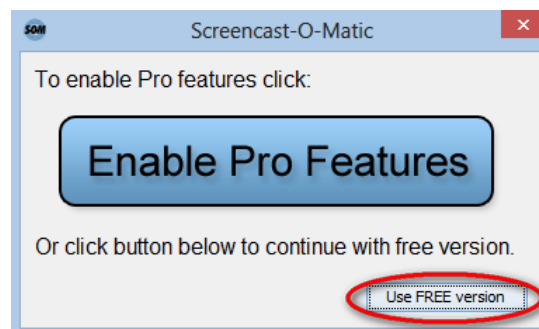 SOM Screencast-O-Matic ×
To enable Pro features click:
Enable Pro Features
Or click button below to continue with free version.
Use FREE version